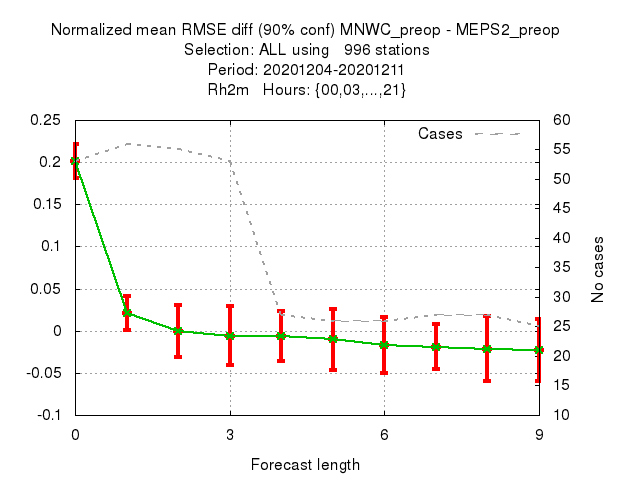 Normalized mean RMSE diff (90% conf) MNWC_preop - MEPS2_preop
Selection: ALL using   996 stations
Period: 20201204-20201211
Rh2m   Hours: {00,03,...,21}
Cases
0.25
0.2
0.15
0.1
0.05
0
-0.05
-0.1
60
55
50
45
40
35
30
25
20
15
10
No cases
0 3 6 9
Forecast length